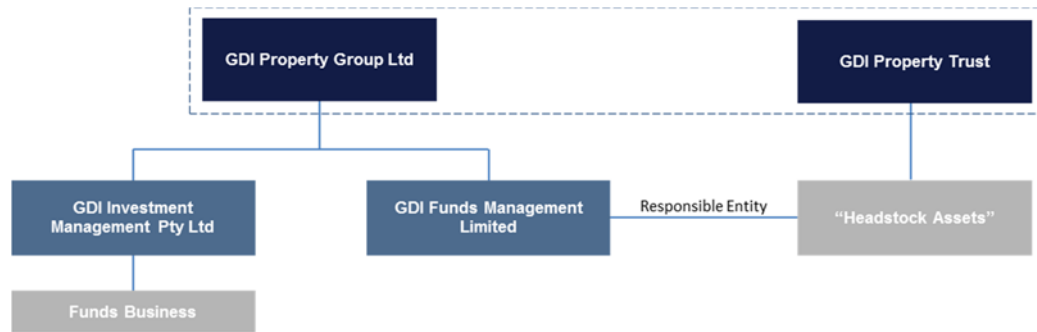 GDI Property Group Ltd
GDI Property Trust
GDI Investment
Management Pty Ltd
GDI Funds Management
Limited
Responsible Entity
“Headstock Assets”
Funds Business